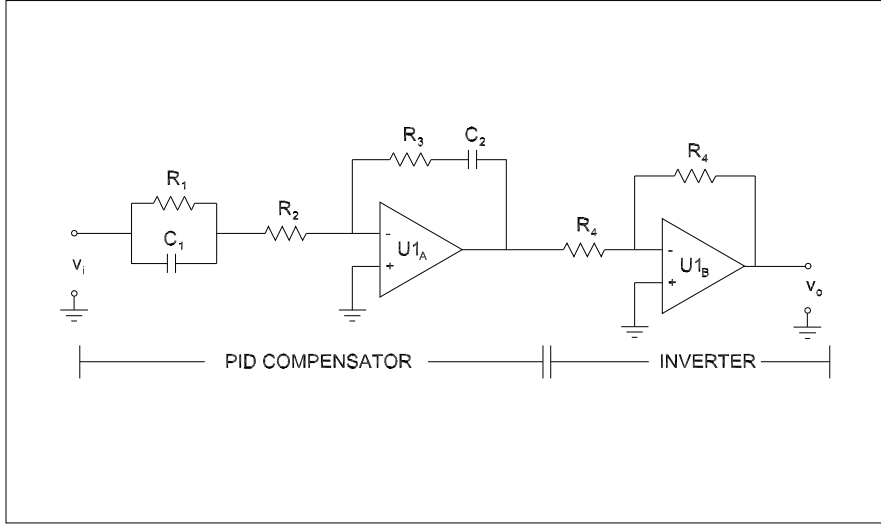 R3 C2
R1
R2
C1
vi
-
+
U1A
R4
R4
-
+
U1B
vo
PID COMPENSATOR
INVERTER